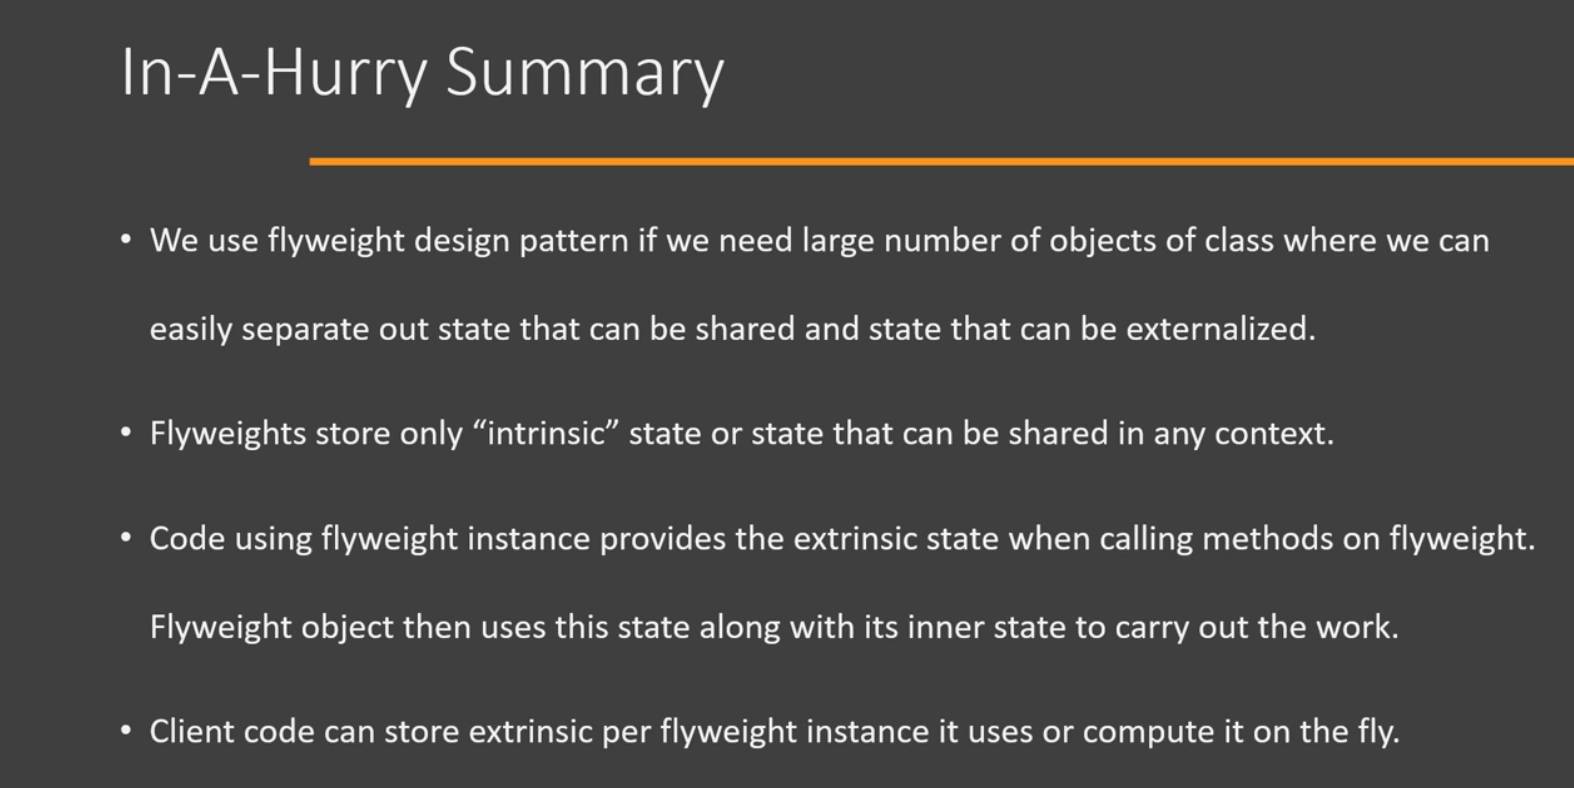 In-A-Hurry Summary
• We use flyweight design pattern if we need large number of objects of class where we can
easily separate out state that can be shared and state that can be externalized.
• Flyweights store only “intrinsic” state or state that can be shared in any context.
• Code using flyweight instance provides the extrinsic state when calling methods on flyweight.
Flyweight object then uses this state along with its inner state to carry out the work.
• Client code can store extrinsic per flyweight instance it uses or compute it on the fly.